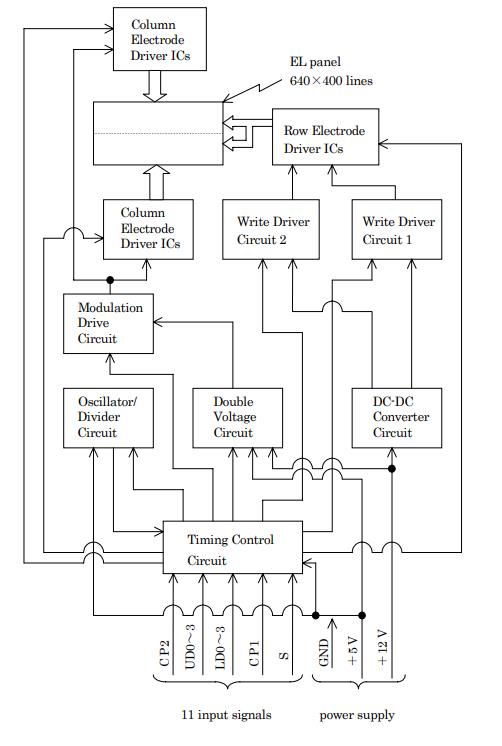 Column
Electrode
Driver ICs
EL panel
640×400 lines
Row Electrode
Driver ICs
Column
Electrode
Driver ICs
Write Driver
Circuit 2
Write Driver
Circuit 1
Modulation
Drive
Circuit
Oscillator/
Divider
Circuit
Double
Voltage
Circuit
DC-DC
Converter
Circuit
Timing Control
Circuit
CP2
UD0~3
LD0~3
CP1
S
GND
+5V
+12V
11 input signals
power supply